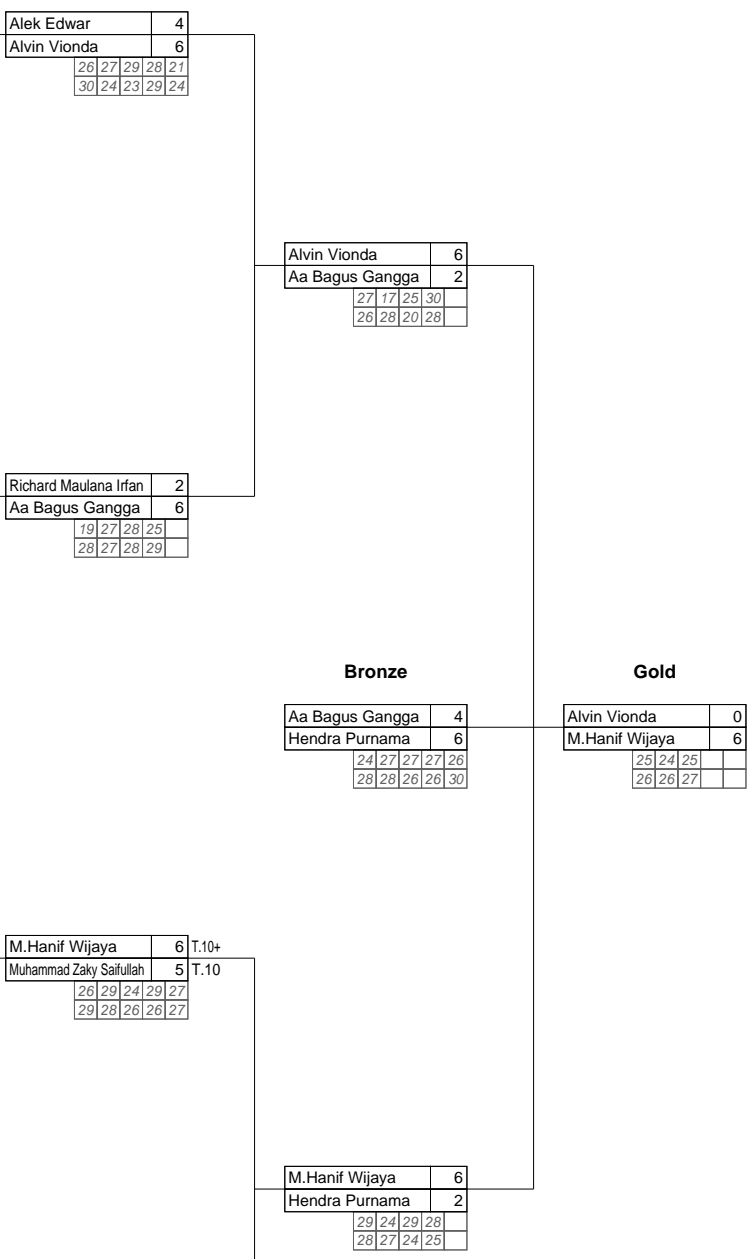 Alek Edwar 4
Alvin Vionda 6
26 27 29 28 21
30 24 23 29 24
Alvin Vionda 6
Aa Bagus Gangga 2
27 17 25 30
26 28 20 28
Richard Maulana Irfan 2
Aa Bagus Gangga 6
19 27 28 25
28 27 28 29
Bronze
Aa Bagus Gangga 4
Hendra Purnama 6
24 27 27 27 26
28 28 26 26 30
Gold
Alvin Vionda 0
M.Hanif Wijaya 6
25 24 25
26 26 27
M.Hanif Wijaya 6 T.10+
Muhammad Zaky Saifullah 5 T.10
26 29 24 29 27
29 28 26 26 27
M.Hanif Wijaya 6
Hendra Purnama 2
29 24 29 28
28 27 24 25